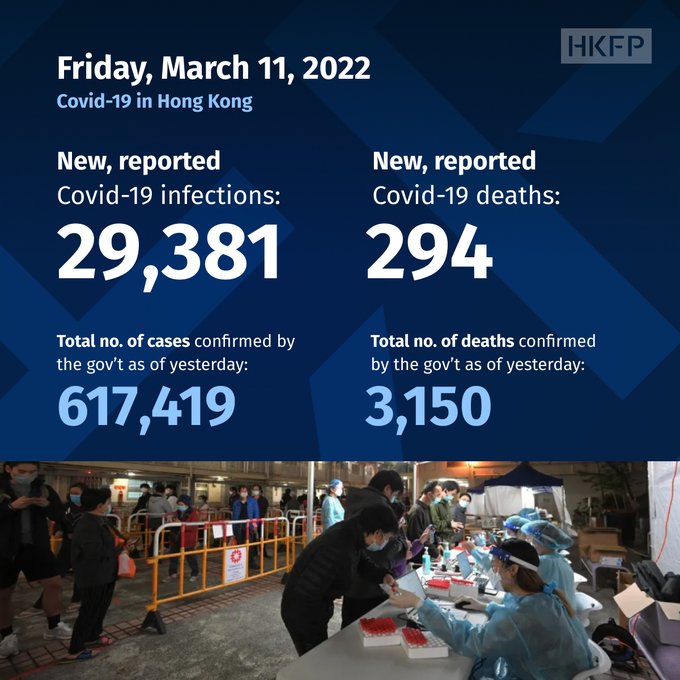 HKFP
Friday, March 11, 2022
Covid-19 in Hong Kong
New, reported
Covid-19 infections:
29,381
New, reported
Covid-19 deaths:
294
Total no. of cases confirmed by
the gov't as of yesterday:
617,419
Total no. of deaths confirmed
by the gov't as of yesterday:
3,150